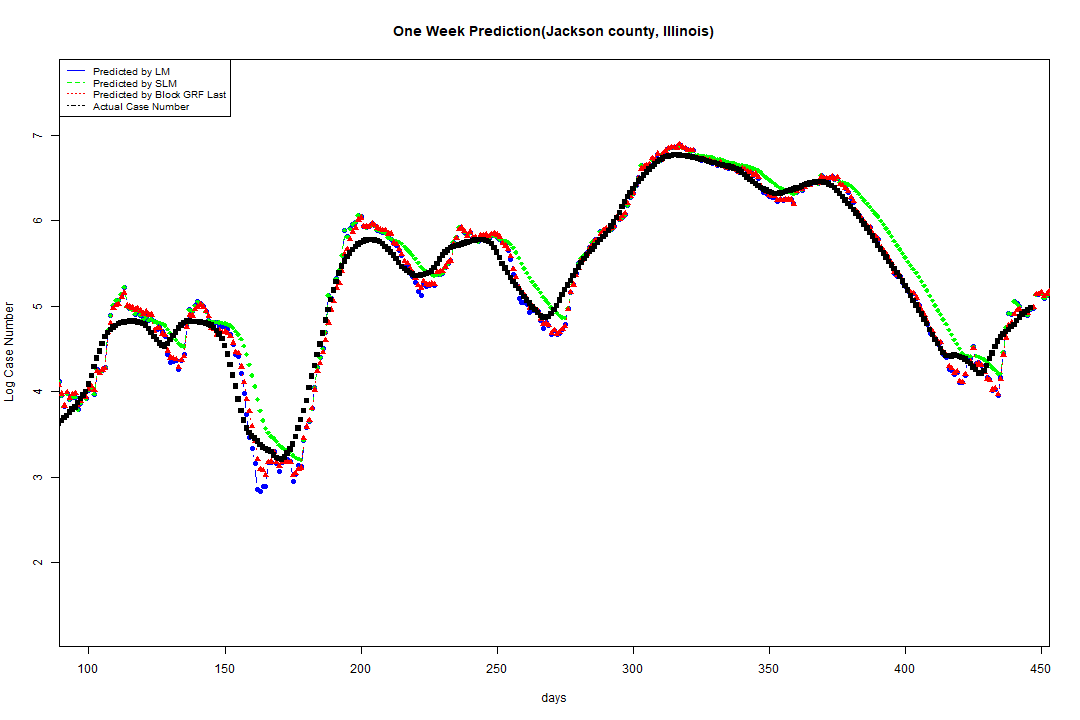 One Week Prediction(Jackson county, Illinois)
Predicted by LM
Predicted by SLM
Predicted by Block GRF Last
Actual Case Number
7
6
5
4
3
2
Log Case Number
100 150 200 250 300 350 400 450
days